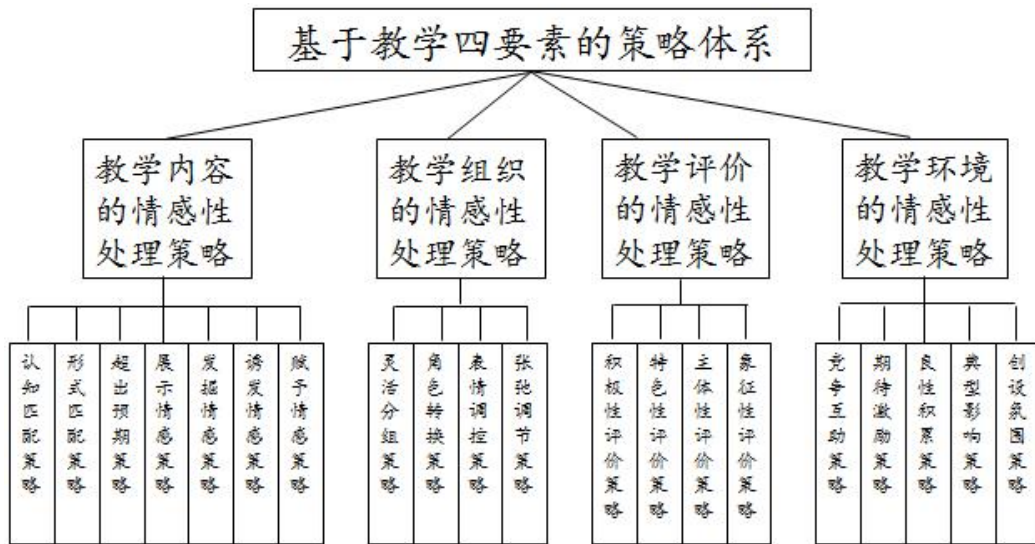 基于教学四要素的策略体系
教学内容
的情感性
处理策略
教学组织
的情感性
处理策略
教学评价
的情感性
处理策略
教学环境
的情感性
处理策略
认知匹配策略
形式匹配策略
超出预期策略
展示情感策略
发掘情感策略
诱发情感策略
赋予情感策略
灵活分组策略
角色转换策略
表情调控策略
张弛调节策略
积极性评价策略
特色性评价策略
主体性评价策略
象征性评价策略
竞争互助策略
期待激励策略
良性积累策略
典型影响策略
创设氛围策略